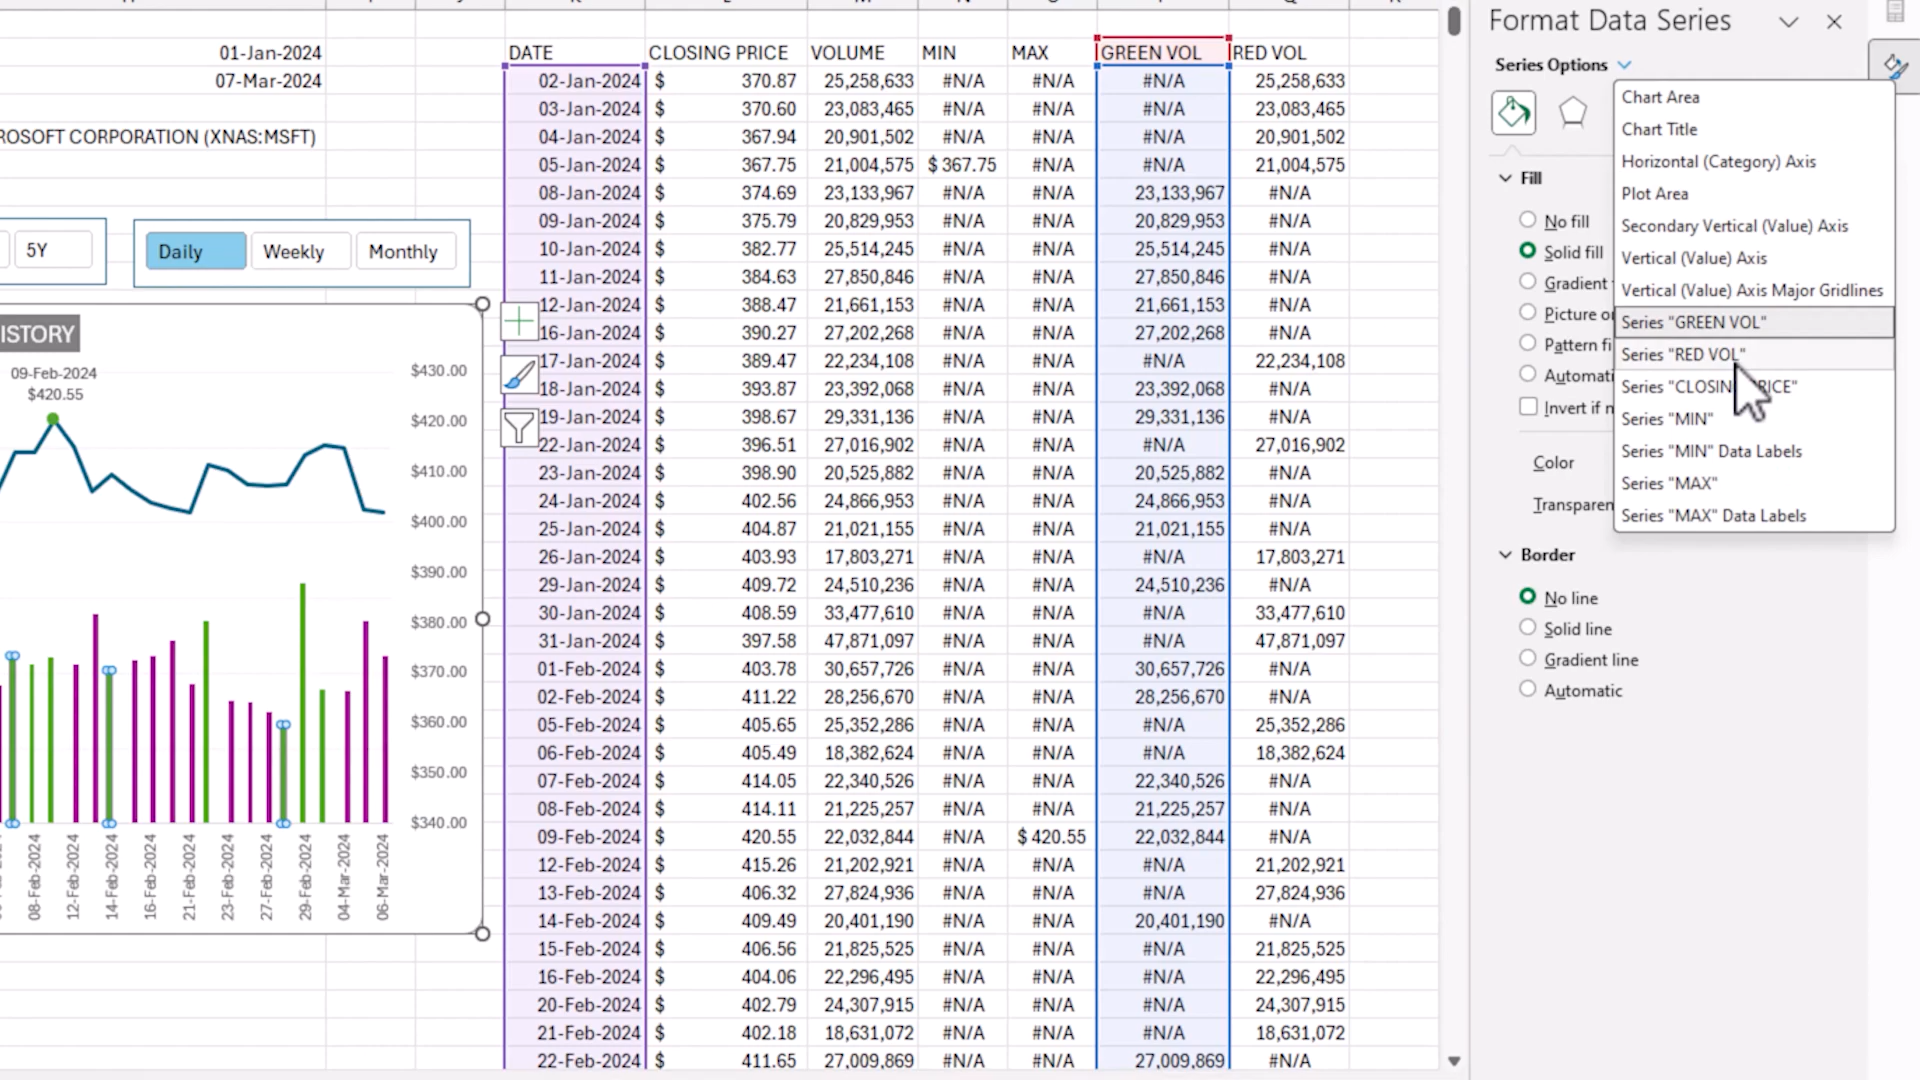 01-Jan-2024
07-Mar-2024
ROSOFT CORPORATION (XNAS:MSFT)
5Y
Daily Weekly Monthly
ISTORY
09-Feb-2024
$420.55
$430.00
$420.00
$410.00
$400.00
$390.00
$380.00
$370.00
$360.00
$350.00
$340.00
08-Feb-2024
12-Feb-2024
14-Feb-2024
16-Feb-2024
21-Feb-2024
23-Feb-2024
27-Feb-2024
29-Feb-2024
04-Mar-2024
06-Mar-2024
DATE CLOSING PRICE VOLUME MIN MAX GREEN VOL RED VOL
02-Jan-2024 $ 370.87 25,258,633 #N/A #N/A #N/A 25,258,633
03-Jan-2024 $ 370.60 23,083,465 #N/A #N/A #N/A 23,083,465
04-Jan-2024 $ 367.94 20,901,502 #N/A #N/A #N/A 20,901,502
05-Jan-2024 $ 367.75 21,004,575 $ 367.75 #N/A #N/A 21,004,575
08-Jan-2024 $ 374.69 23,133,967 #N/A #N/A 23,133,967 #N/A
09-Jan-2024 $ 375.79 20,829,953 #N/A #N/A 20,829,953 #N/A
10-Jan-2024 $ 382.77 25,514,245 #N/A #N/A 25,514,245 #N/A
11-Jan-2024 $ 384.63 27,850,846 #N/A #N/A 27,850,846 #N/A
12-Jan-2024 $ 388.47 21,661,153 #N/A #N/A 21,661,153 #N/A
16-Jan-2024 $ 390.27 27,202,268 #N/A #N/A 27,202,268 #N/A
17-Jan-2024 $ 389.47 22,234,108 #N/A #N/A #N/A 22,234,108
18-Jan-2024 $ 393.87 23,392,068 #N/A #N/A 23,392,068 #N/A
19-Jan-2024 $ 398.67 29,331,136 #N/A #N/A 29,331,136 #N/A
22-Jan-2024 $ 396.51 27,016,902 #N/A #N/A #N/A 27,016,902
23-Jan-2024 $ 398.90 20,525,882 #N/A #N/A 20,525,882 #N/A
24-Jan-2024 $ 402.56 24,866,953 #N/A #N/A 24,866,953 #N/A
25-Jan-2024 $ 404.87 21,021,155 #N/A #N/A 21,021,155 #N/A
26-Jan-2024 $ 403.93 17,803,271 #N/A #N/A #N/A 17,803,271
29-Jan-2024 $ 409.72 24,510,236 #N/A #N/A 24,510,236 #N/A
30-Jan-2024 $ 408.59 33,477,610 #N/A #N/A #N/A 33,477,610
31-Jan-2024 $ 397.58 47,871,097 #N/A #N/A #N/A 47,871,097
01-Feb-2024 $ 403.78 30,657,726 #N/A #N/A 30,657,726 #N/A
02-Feb-2024 $ 411.22 28,256,670 #N/A #N/A 28,256,670 #N/A
05-Feb-2024 $ 405.65 25,352,286 #N/A #N/A #N/A 25,352,286
06-Feb-2024 $ 405.49 18,382,624 #N/A #N/A #N/A 18,382,624
07-Feb-2024 $ 414.05 22,340,526 #N/A #N/A 22,340,526 #N/A
08-Feb-2024 $ 414.11 21,225,257 #N/A #N/A 21,225,257 #N/A
09-Feb-2024 $ 420.55 22,032,844 #N/A $ 420.55 22,032,844 #N/A
12-Feb-2024 $ 415.26 21,202,921 #N/A #N/A #N/A 21,202,921
13-Feb-2024 $ 406.32 27,824,936 #N/A #N/A #N/A 27,824,936
14-Feb-2024 $ 409.49 20,401,190 #N/A #N/A 20,401,190 #N/A
15-Feb-2024 $ 406.56 21,825,525 #N/A #N/A #N/A 21,825,525
16-Feb-2024 $ 404.06 22,296,495 #N/A #N/A #N/A 22,296,495
20-Feb-2024 $ 402.79 24,307,915 #N/A #N/A #N/A 24,307,915
21-Feb-2024 $ 402.18 18,631,072 #N/A #N/A #N/A 18,631,072
22-Feb-2024 $ 411.65 27,009,869 #N/A #N/A 27,009,869 #N/A
Format Data Series
Series Options
Chart Area
Chart Title
Horizontal (Category) Axis
Plot Area
Secondary Vertical (Value) Axis
Vertical (Value) Axis
Vertical (Value) Axis Major Gridlines
Series "GREEN VOL"
Series "RED VOL"
Series "CLOSIN RICE"
Series "MIN"
Series "MIN" Data Labels
Series "MAX"
Series "MAX" Data Labels
Fill
No fill
Solid fill
Gradient
Picture o
Pattern fi
Automati
Invert if n
Color
Transparen
Border
No line
Solid line
Gradient line
Automatic